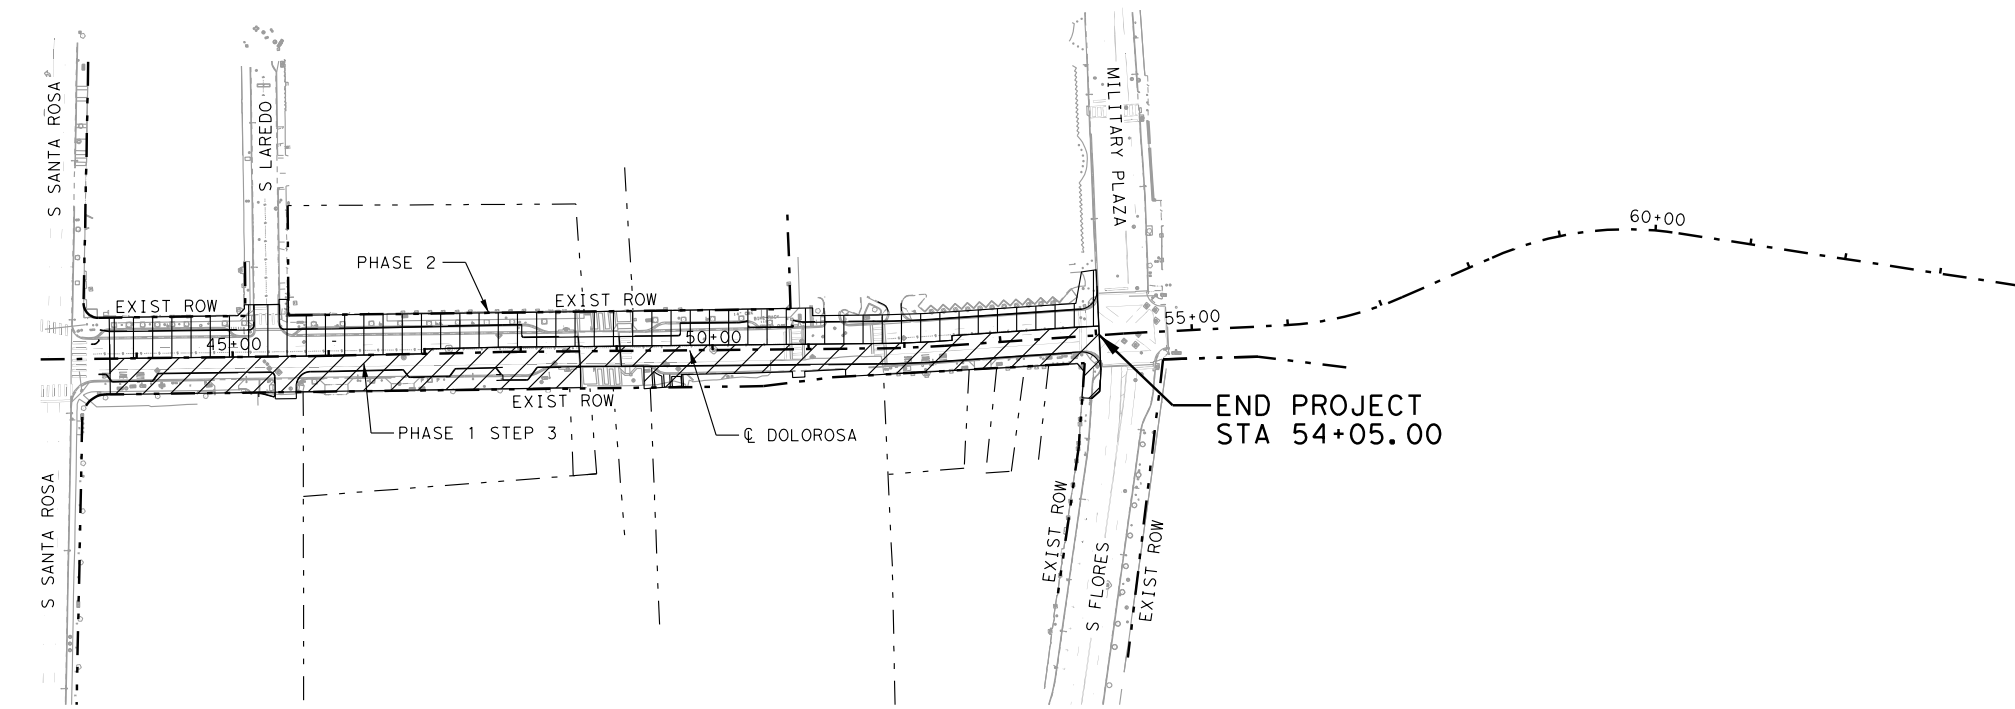 S SANTA ROSA
S LAREDO
MILITARY PLAZA
60+00
PHASE 2
EXIST ROW
EXIST ROW
55+00
45+00
50+00
EXIST ROW
END PROJECT
STA 54+05.00
PHASE 1 STEP 3
℄ DOLOROSA
S SANTA ROSA
EXIST ROW
S FLORES
EXIST ROW